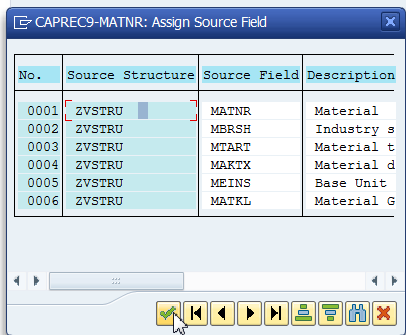 CAPREC9-MATNR: Assign Source Field
No. Source Structure Source Field Description
0001 ZVSTRU MATNR Material
0002 ZVSTRU MBRSH Industry s
0003 ZVSTRU MTART Material t
0004 ZVSTRU MAKTX Material d
0005 ZVSTRU MEINS Base Unit
0006 ZVSTRU MATKL Material G